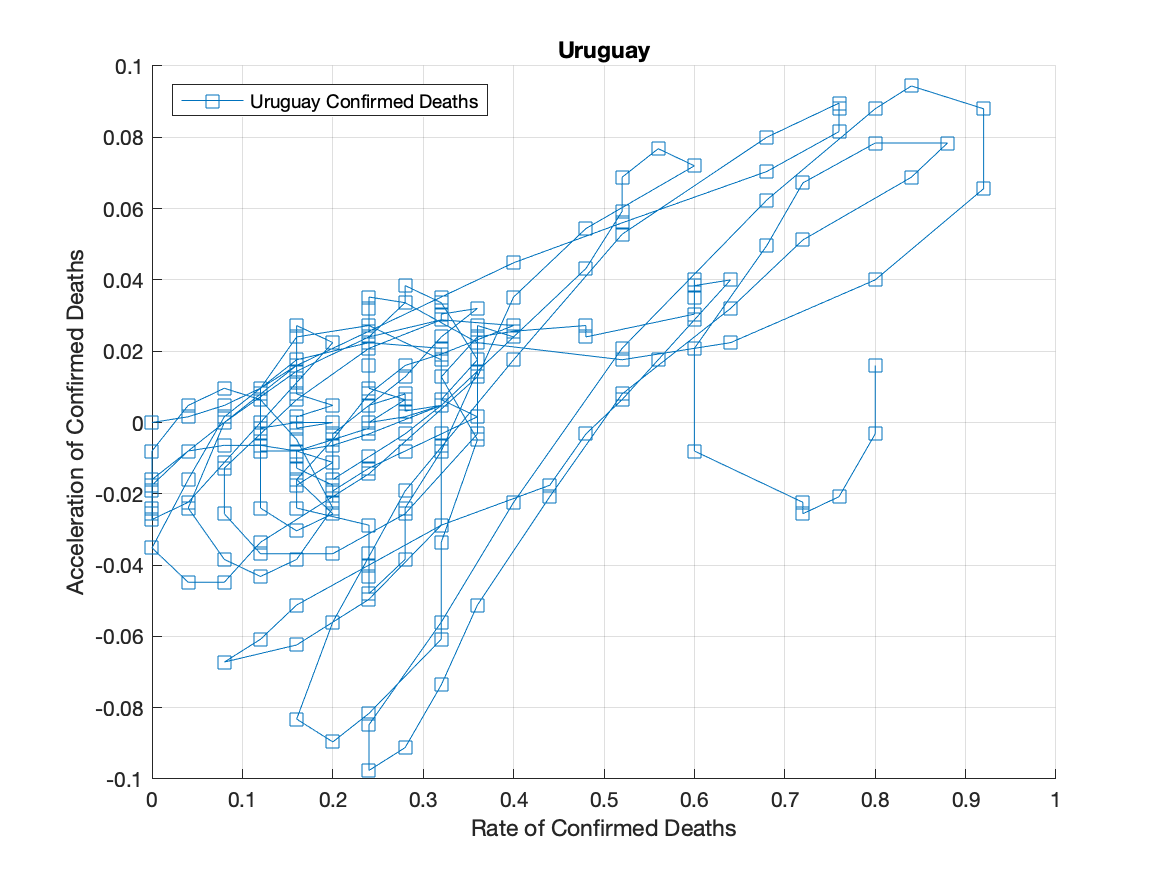 Uruguay
Uruguay Confirmed Deaths
Acceleration of Confirmed Deaths
0.1
0.08
0.06
0.04
0.02
0
-0.02
-0.04
-0.06
-0.08
-0.1
0 0.1 0.2 0.3 0.4 0.5 0.6 0.7 0.8 0.9 1
Rate of Confirmed Deaths